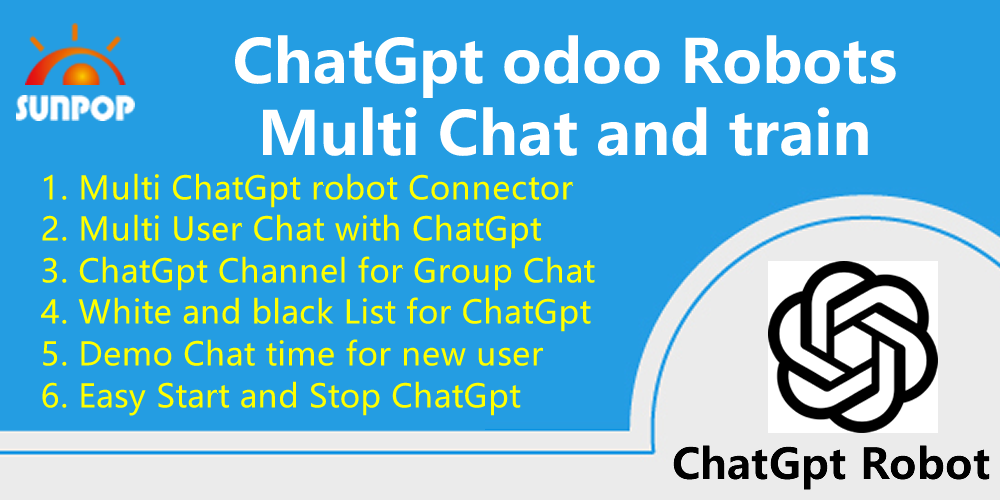 SUNPOP
ChatGpt odoo Robots
Multi Chat and train
1. Multi ChatGpt robot Connector
2. Multi User Chat with ChatGpt
3. ChatGpt Channel for Group Chat
4. White and black List for ChatGpt
5. Demo Chat time for new user
6. Easy Start and Stop ChatGpt
ChatGpt Robot